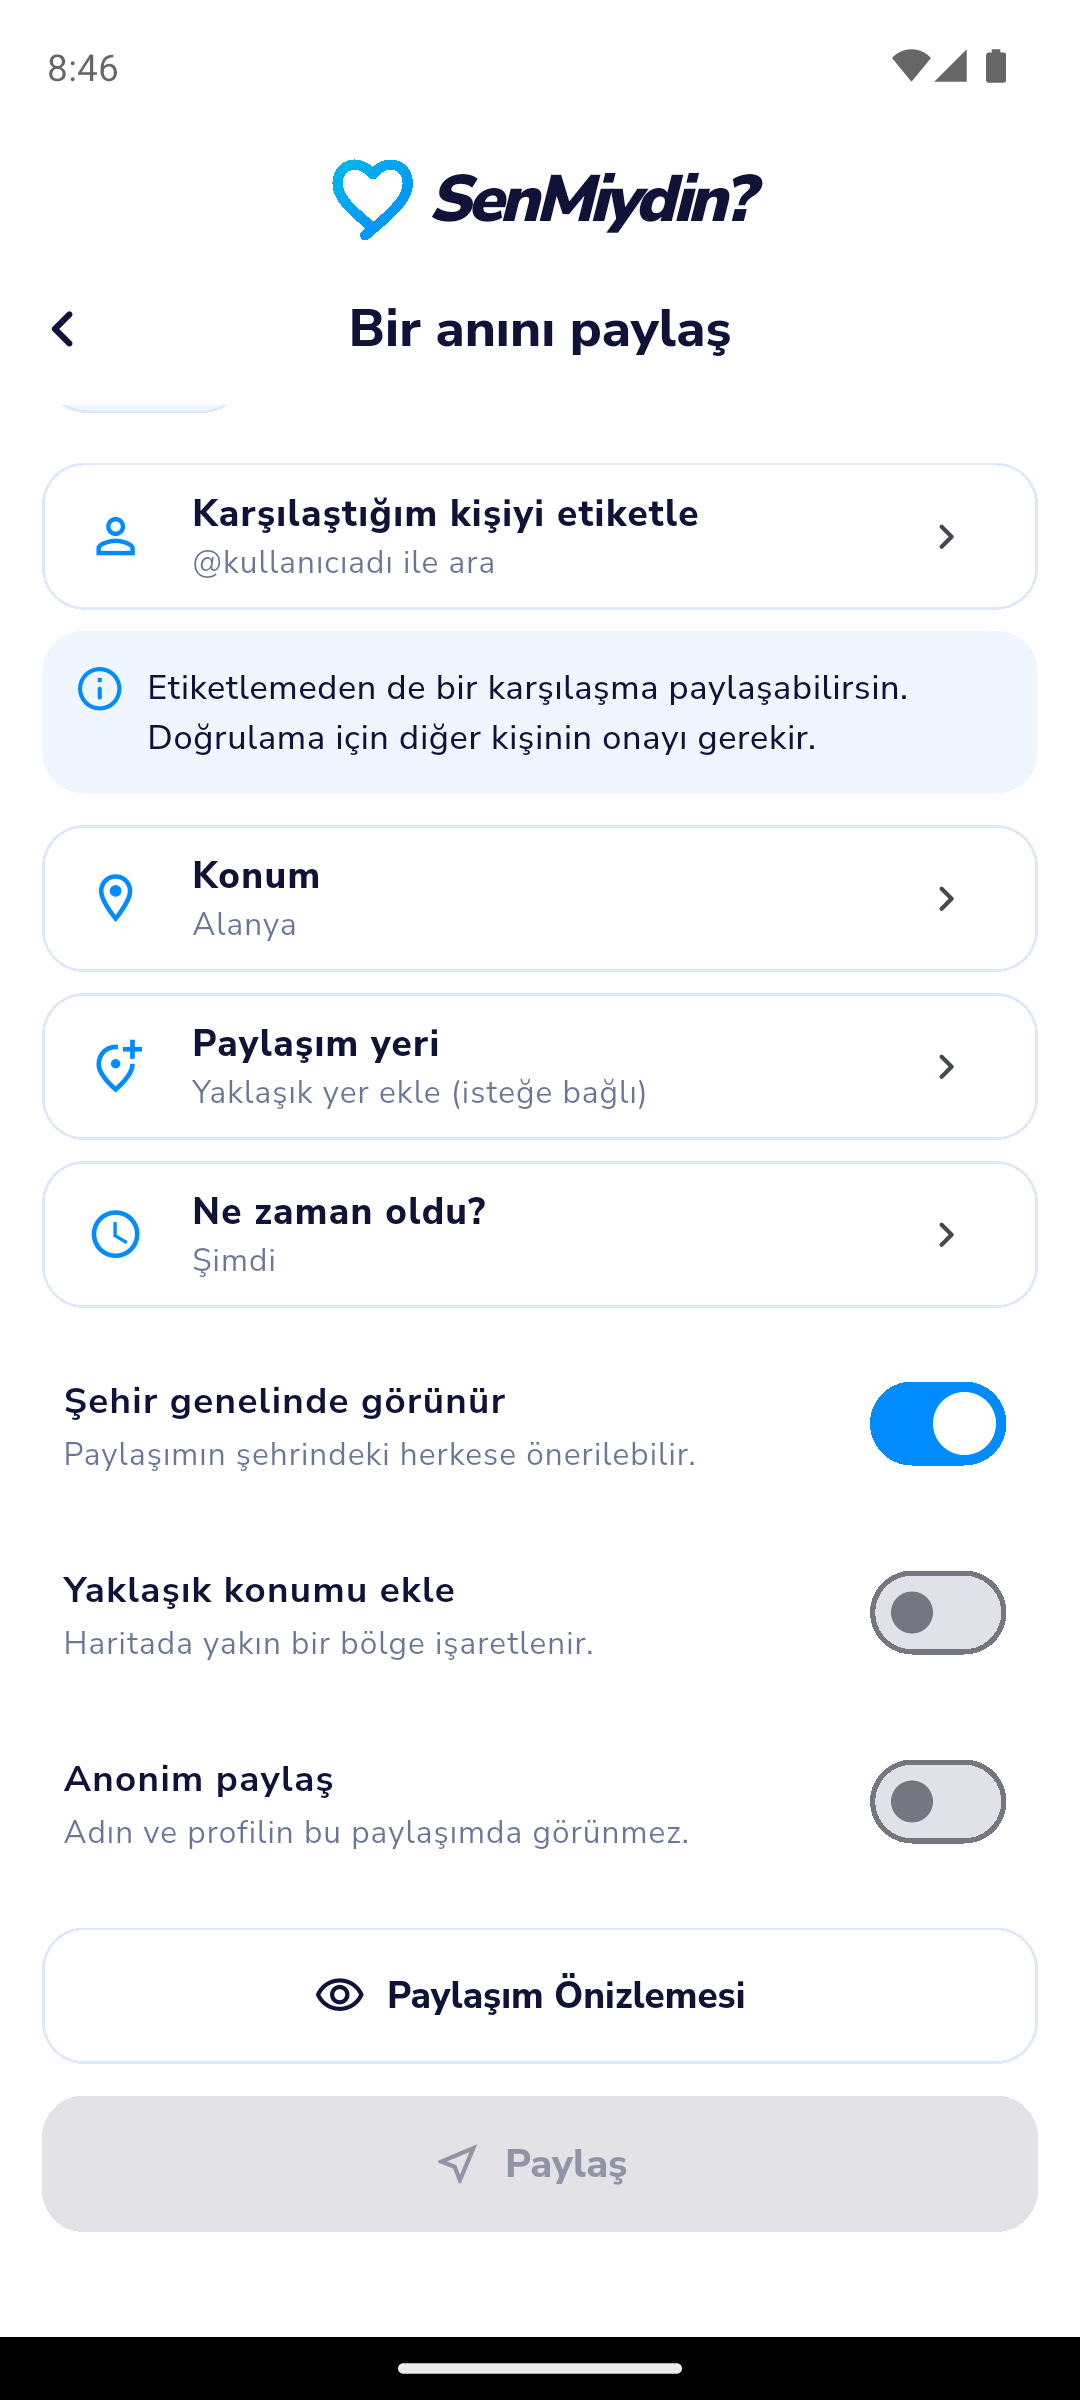 8:46
SenMiydin?
Bir anını paylaş
Karşılaştığım kişiyi etiketle
@kullanıcıadı ile ara
Etiketlemeden de bir karşılaşma paylaşabilirsin.
Doğrulama için diğer kişinin onayı gerekir.
Konum
Alanya
Paylaşım yeri
Yaklaşık yer ekle (isteğe bağlı)
Ne zaman oldu?
Şimdi
Şehir genelinde görünür
Paylaşımın şehrindeki herkese önerilebilir.
Yaklaşık konumu ekle
Haritada yakın bir bölge işaretlenir.
Anonim paylaş
Adın ve profilin bu paylaşımda görünmez.
Paylaşım Önizlemesi
Paylaş